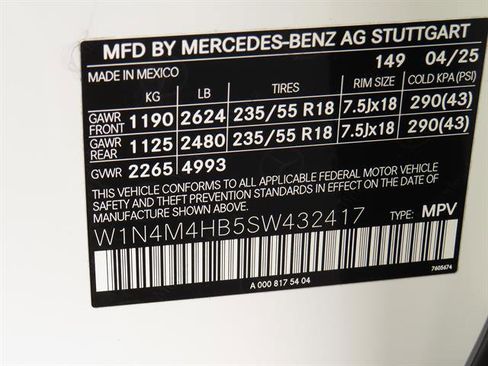 MFD BY MERCEDES-BENZ AG STUTTGART
MADE IN MEXICO 149 04/25
KG LB TIRES RIM SIZE COLD KPA(PSI)
GAWR FRONT 1190 2624 235/55 R18 7.5Jx18 290(43)
GAWR REAR 1125 2480 235/55 R18 7.5Jx18 290(43)
GVWR 2265 4993
THIS VEHICLE CONFORMS TO ALL APPLICABLE FEDERAL MOTOR VEHICLE
SAFETY AND THEFT PREVENTION STANDARDS IN EFFECT ON THE DATE OF
MANUFACTURE SHOWN ABOVE.
W1N4M4HB5SW432417 TYPE: MPV
A 000 817 54 04
7605674